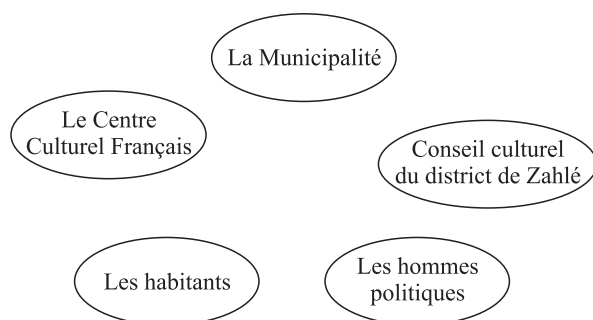 La Municipalité
Le Centre
Culturel Français
Conseil culturel
du district de Zahlé
Les habitants
Les hommes
politiques